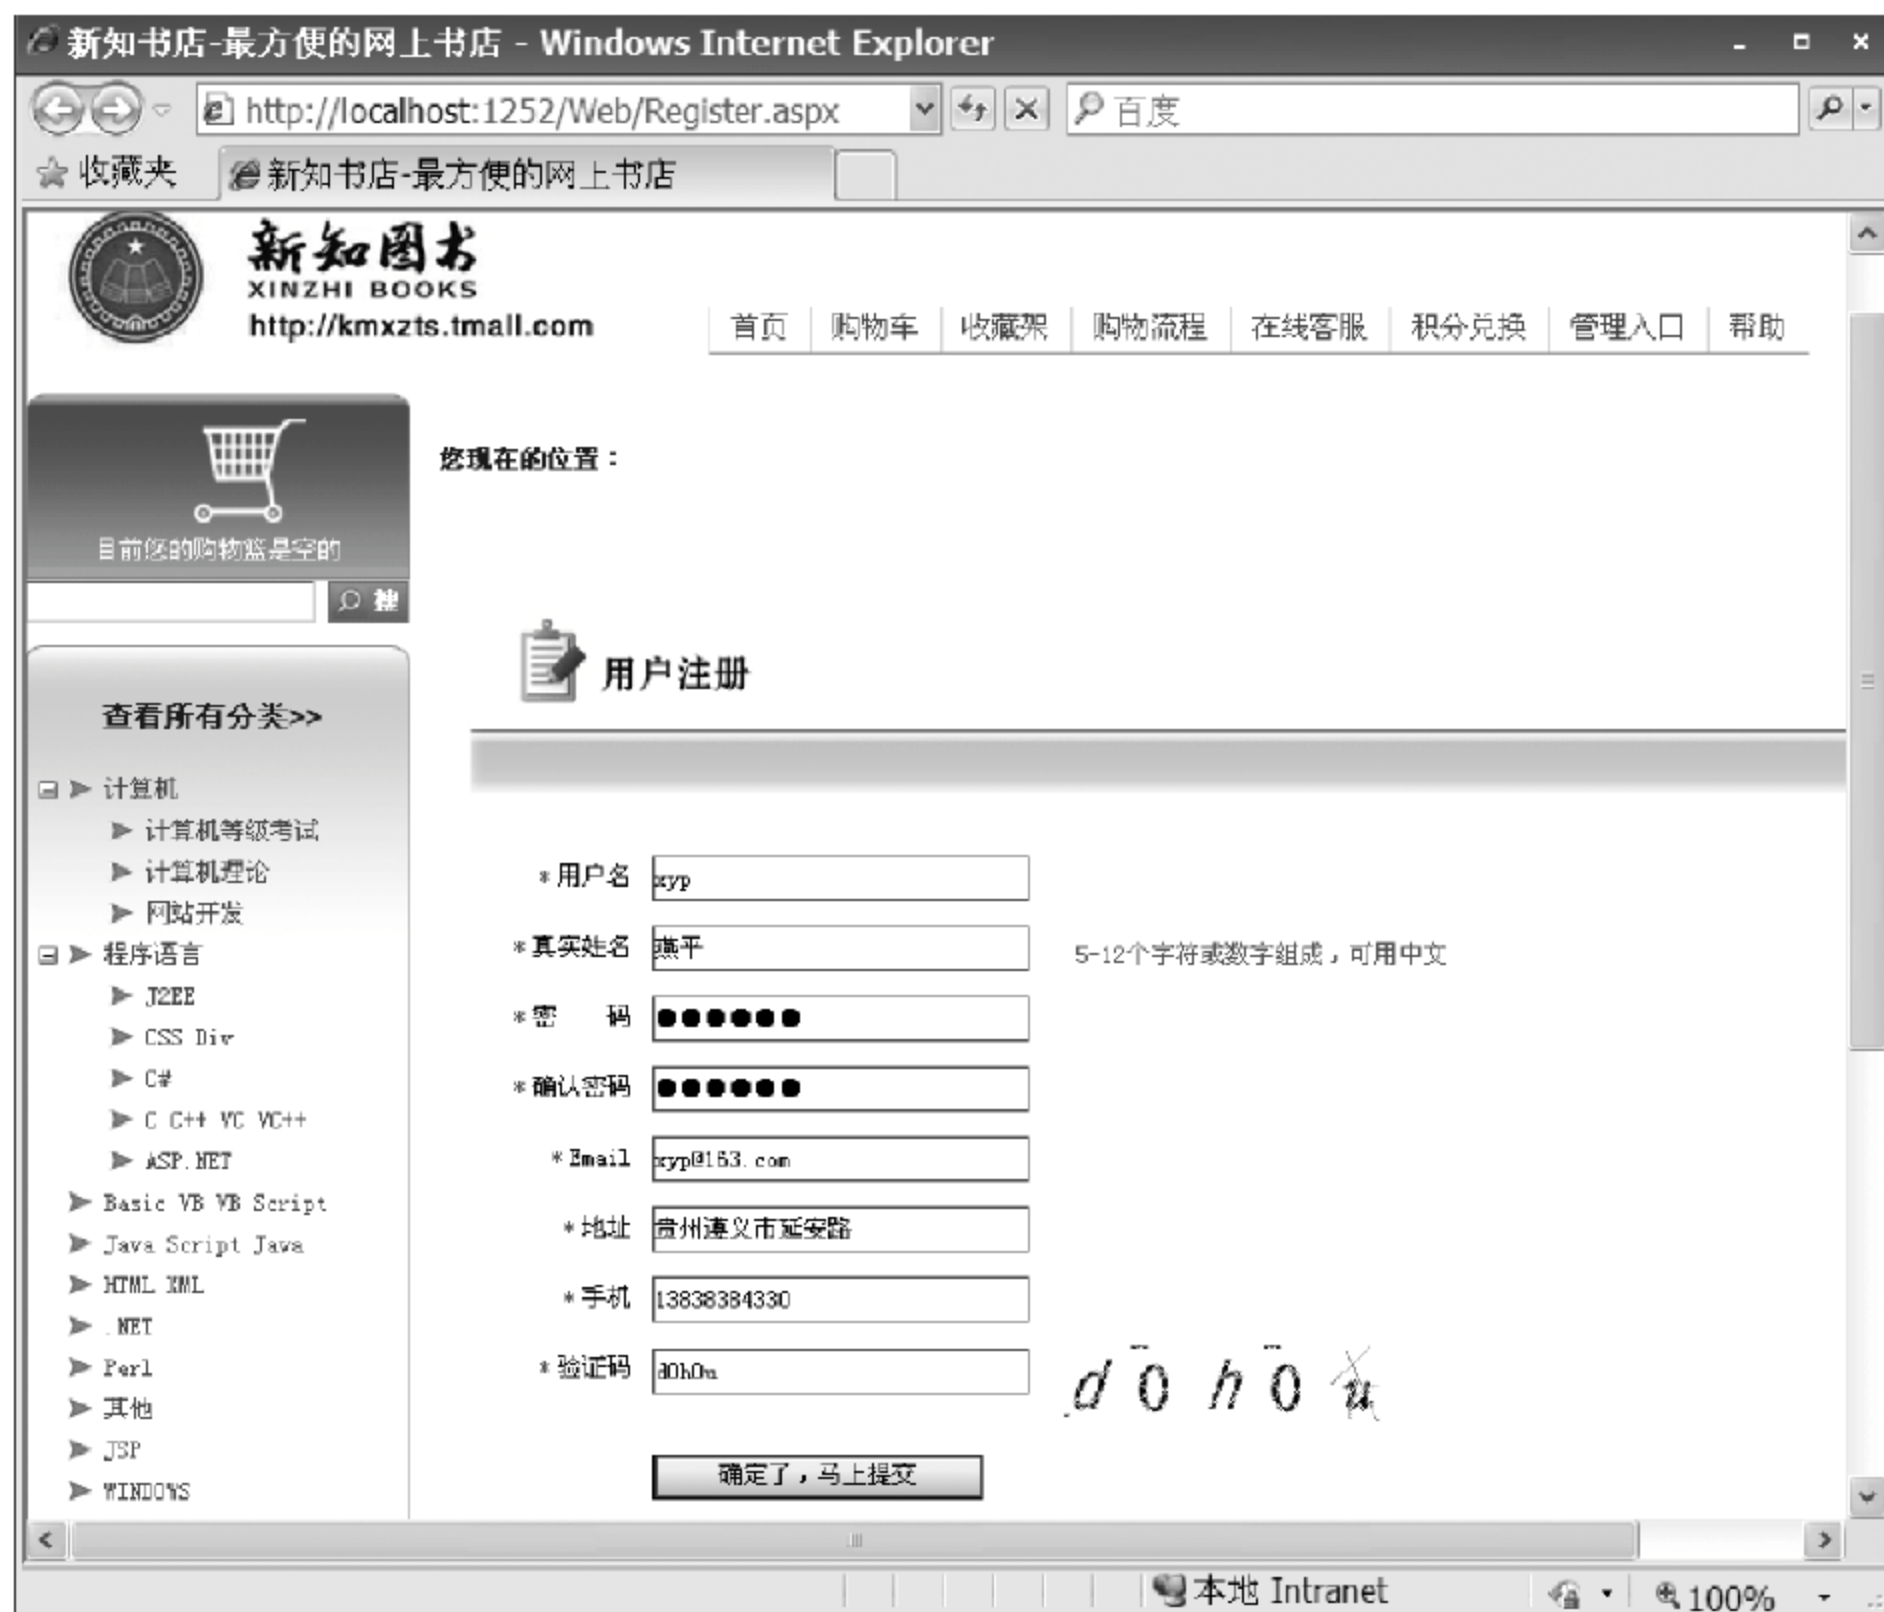 新知书店-最方便的网上书店 - Windows Internet Explorer
http://localhost:1252/Web/Register.aspx
百度
收藏夹
新知书店-最方便的网上书店
新知图书
XINZHI BOOKS
http://kmxzts.tmall.com
首页 购物车 收藏架 购物流程 在线客服 积分兑换 管理入口 帮助
目前您的购物篮是空的
您现在的位置：
搜
用户注册
查看所有分类>>
计算机
计算机等级考试
计算机理论
网站开发
程序语言
J2EE
CSS Div
C#
C C++ VC VC++
ASP.NET
Basic VB VB Script
Java Script Java
HTML XML
.NET
Perl
其他
JSP
WINDOWS
*用户名 xyp
*真实姓名 燕平 5-12个字符或数字组成，可用中文
*密 码 ●●●●●●
*确认密码 ●●●●●●
*Email xyp@163.com
*地址 贵州遵义市延安路
*手机 13838384330
*验证码 d0h0u d0h0u
确定了，马上提交
本地 Intranet
100%